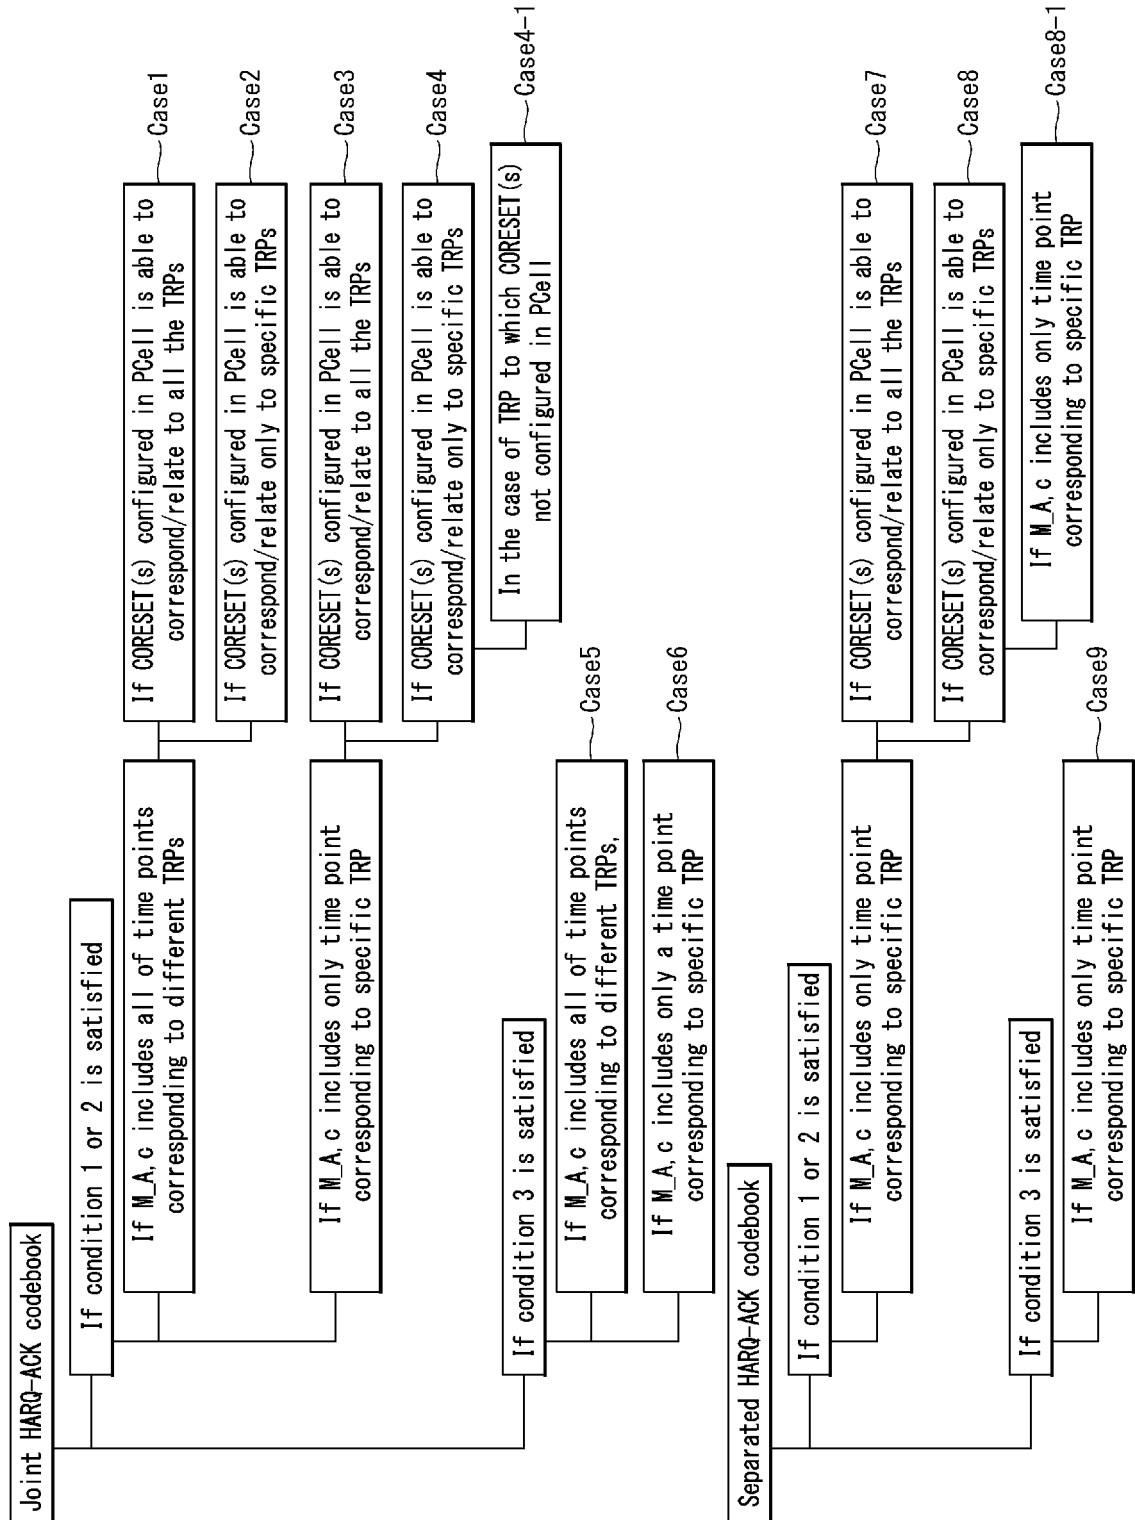 Joint HARQ-ACK codebook
If condition 1 or 2 is satisfied
If M_A,c includes all of time points
corresponding to different TRPs
If CORESET(s) configured in PCell is able to
correspond/relate to all the TRPs
Case1
If CORESET(s) configured in PCell is able to
correspond/relate only to specific TRPs
Case2
If M_A,c includes only time point
corresponding to specific TRP
If CORESET(s) configured in PCell is able to
correspond/relate to all the TRPs
Case3
If CORESET(s) configured in PCell is able to
correspond/relate only to specific TRPs
Case4
In the case of TRP to which CORESET(s)
not configured in PCell
Case4-1
If condition 3 is satisfied
If M_A,c includes all of time points
corresponding to different TRPs,
Case5
If M_A,c includes only a time point
corresponding to specific TRP
Case6
Separated HARQ-ACK codebook
If condition 1 or 2 is satisfied
If M_A,c includes only time point
corresponding to specific TRP
If CORESET(s) configured in PCell is able to
correspond/relate to all the TRPs
Case7
If CORESET(s) configured in PCell is able to
correspond/relate only to specific TRPs
Case8
If M_A,c includes only time point
corresponding to specific TRP
Case8-1
If condition 3 is satisfied
If M_A,c includes only time point
corresponding to specific TRP
Case9